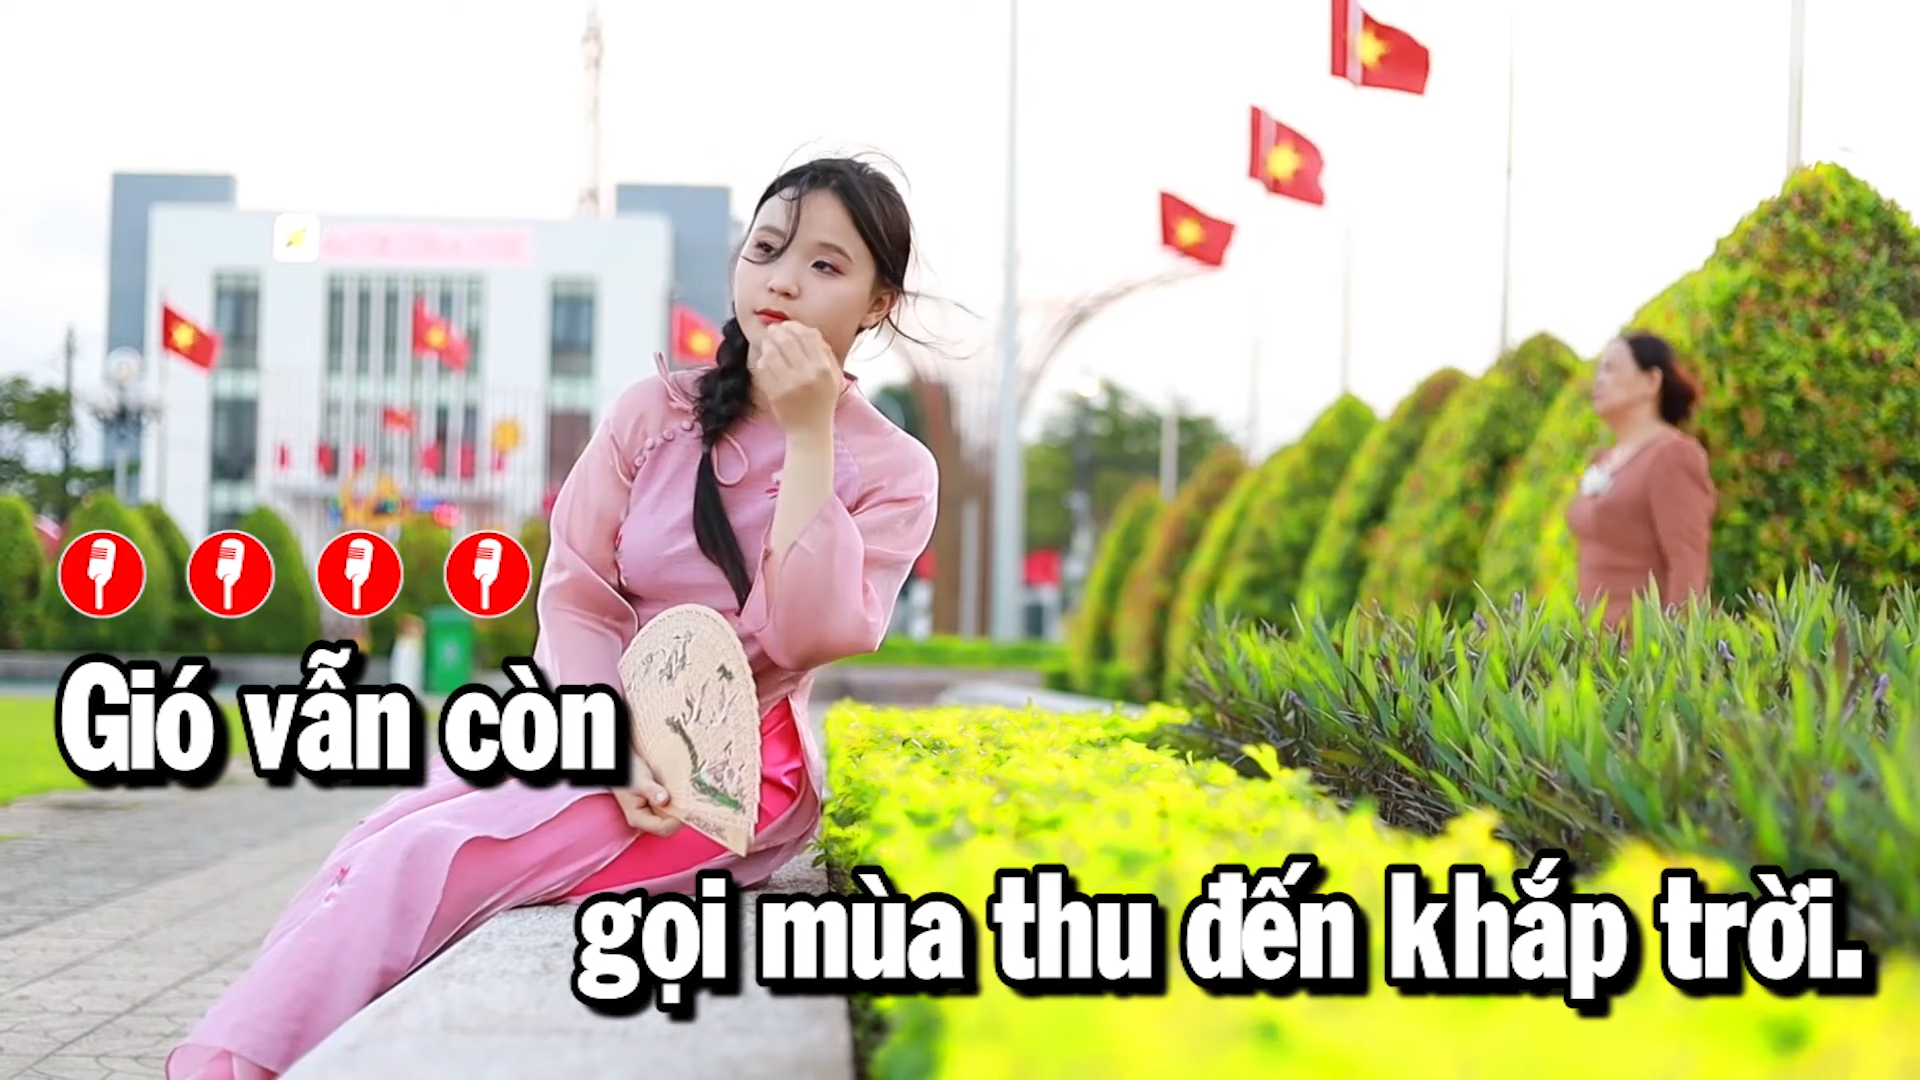 Gió vẫn còn
gọi mùa thu đến khắp trời.